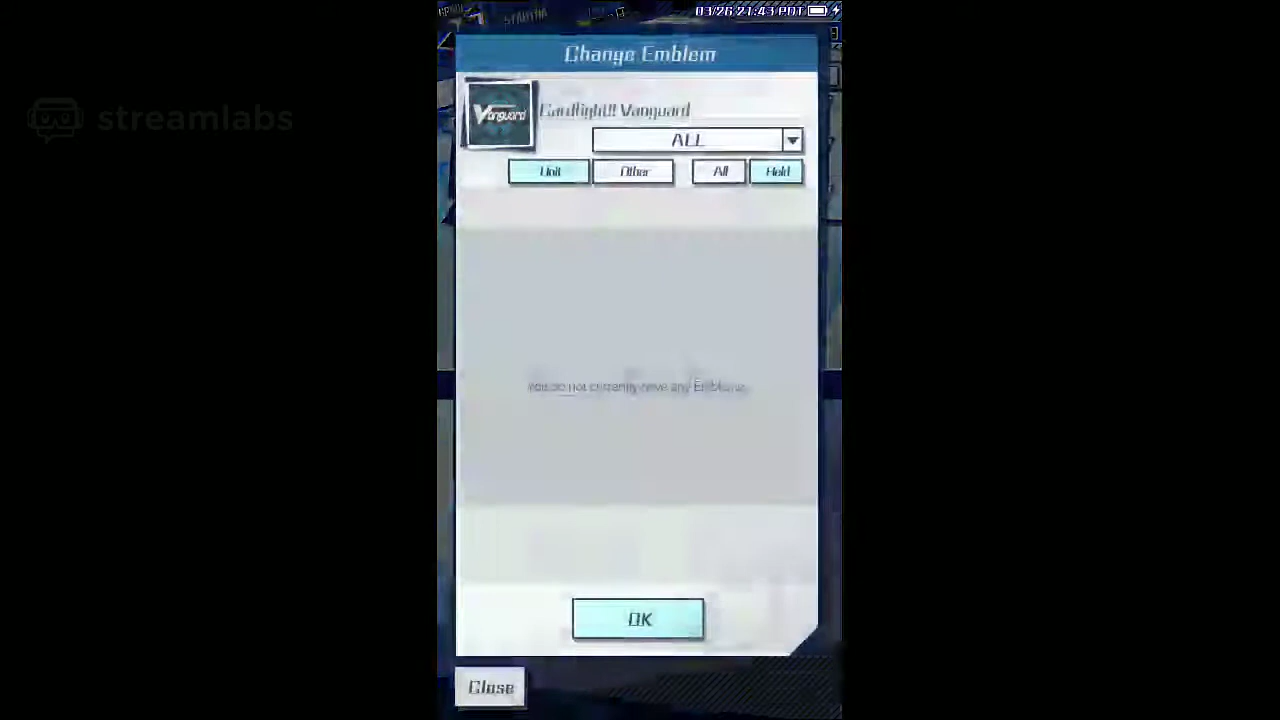 03/26 21:43 PDT
STAMINA
Change Emblem
streamlabs
Vanguard
Cardfight!! Vanguard
ALL
Unit Other All Held
You do not currently have any Emblems.
OK
Close